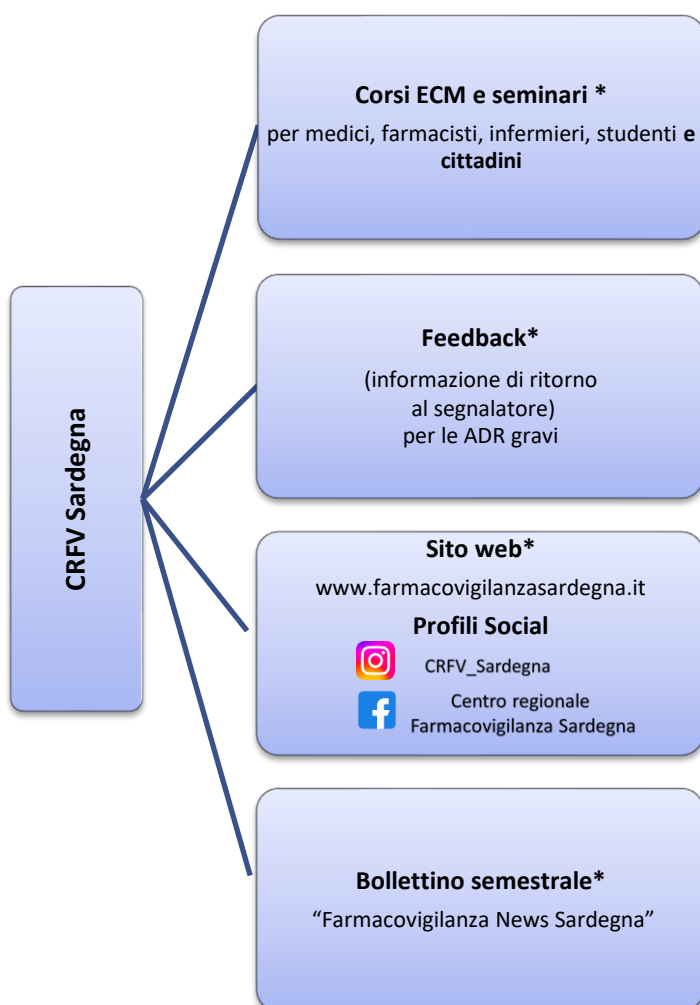 CRFV Sardegna
Corsi ECM e seminari *
per medici, farmacisti, infermieri, studenti e
cittadini
Feedback*
(informazione di ritorno
al segnalatore)
per le ADR gravi
Sito web*
www.farmacovigilanzasardegna.it
Profili Social
CRFV_Sardegna
Centro regionale
Farmacovigilanza Sardegna
Bollettino semestrale*
“Farmacovigilanza News Sardegna”